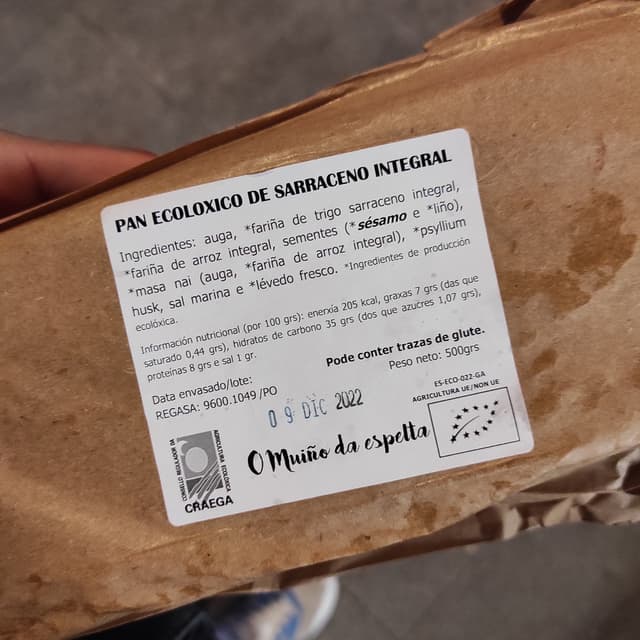 PAN ECOLOXICO DE SARRACENO INTEGRAL
Ingredientes: auga, *fariña de trigo sarraceno integral,
*fariña de arroz integral, sementes (*sésamo e *liño),
*masa nai (auga, *fariña de arroz integral), *psyllium
husk, sal marina e *lévedo fresco. *Ingredientes de producción
ecolóxica.
Información nutricional (por 100 grs): enerxía 205 kcal, graxas 7 grs (das que
saturado 0,44 grs), hidratos de carbono 35 grs (dos que azucres 1,07 grs),
proteínas 8 grs e sal 1 gr.
Pode conter trazas de glute.
Peso neto: 500grs
Data envasado/lote:
REGASA: 9600.1049/PO
09 DIC 2022
ES-ECO-022-GA
AGRICULTURA UE/NON UE
O Muiño da espelta
CONSELLO REGULADOR DA
AGRICULTURA ECOLÓXICA
CRAEGA